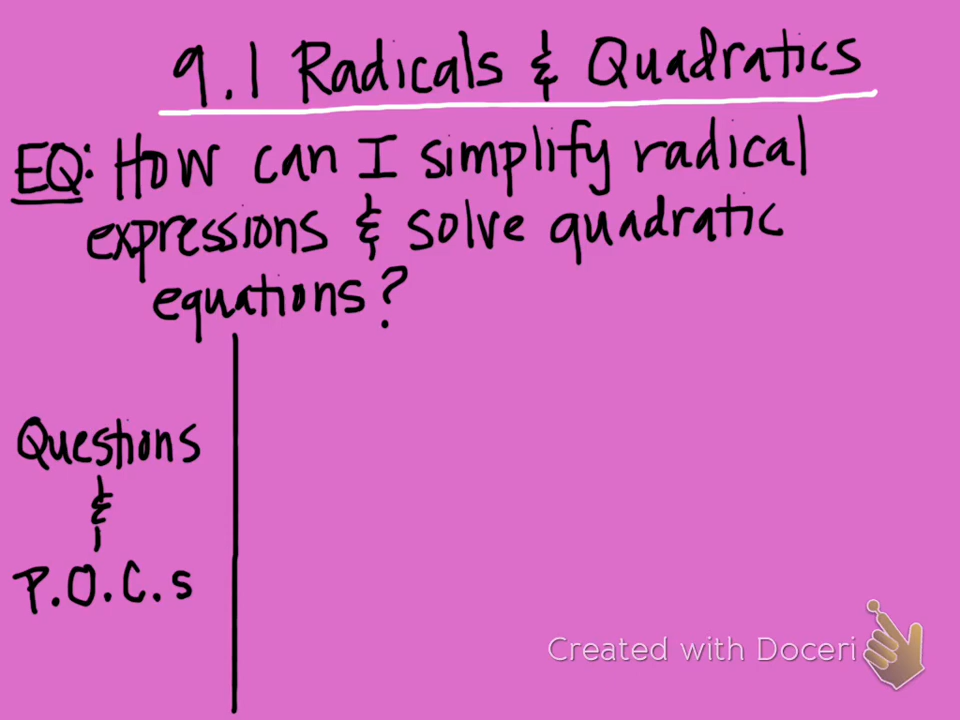 9.1 Radicals & Quadratics
EQ: How can I simplify radical
expressions & solve quadratic
equations?
Questions
&
P.O.C.s
Created with Doceri